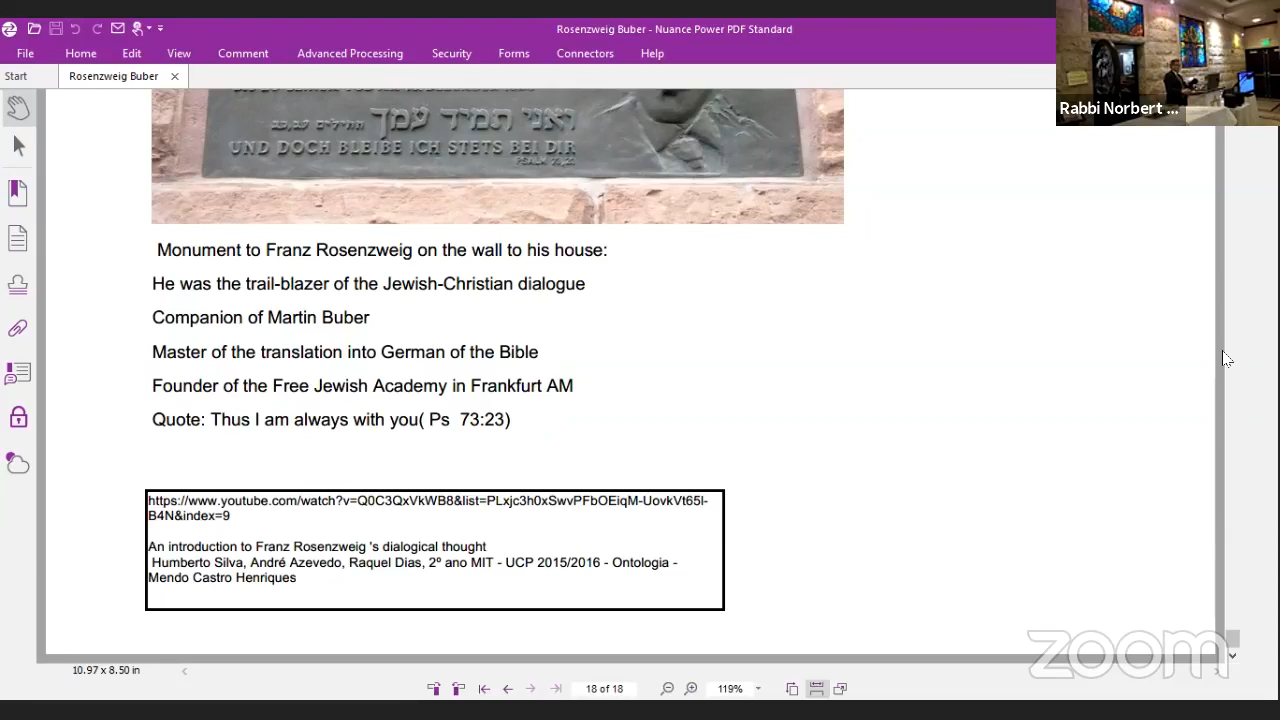 Rosenzweig Buber - Nuance Power PDF Standard
File Home Edit View Comment Advanced Processing Security Forms Connectors Help
Start Rosenzweig Buber
Rabbi Norbert ...
ואני תמיד עמך תהילים עג,כג
UND DOCH BLEIBE ICH STETS BEI DIR
PSALM 73,23
Monument to Franz Rosenzweig on the wall to his house:
He was the trail-blazer of the Jewish-Christian dialogue
Companion of Martin Buber
Master of the translation into German of the Bible
Founder of the Free Jewish Academy in Frankfurt AM
Quote: Thus I am always with you( Ps 73:23)
https://www.youtube.com/watch?v=Q0C3QxVkWB8&list=PLxjc3h0xSwvPFbOEiqM-UovkVt65l-
B4N&index=9
An introduction to Franz Rosenzweig 's dialogical thought
Humberto Silva, André Azevedo, Raquel Dias, 2º ano MIT - UCP 2015/2016 - Ontologia -
Mendo Castro Henriques
zoom
10.97 x 8.50 in
18 of 18
119%